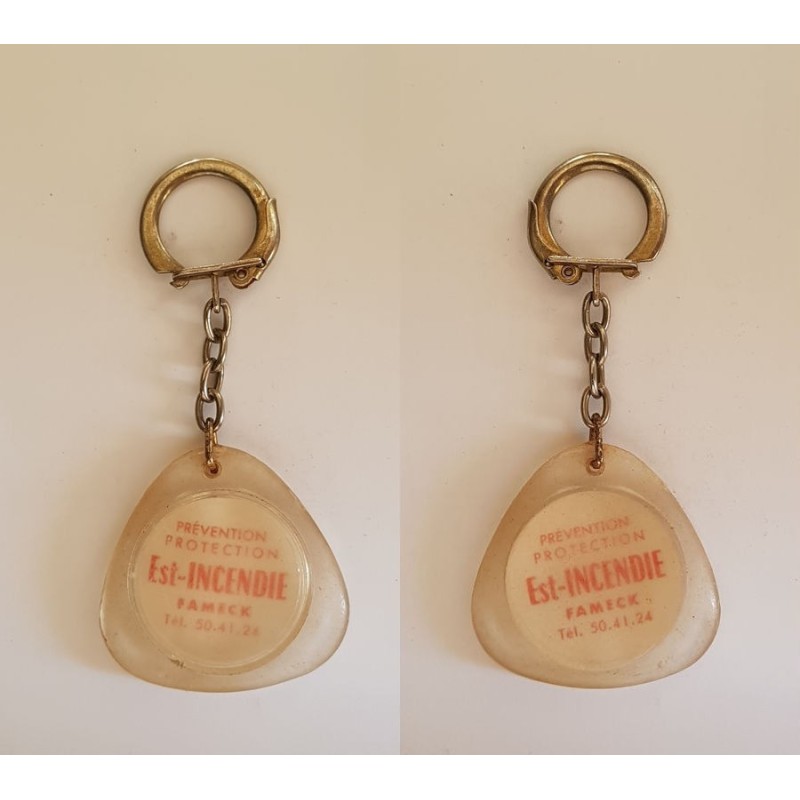 PRÉVENTION
PROTECTION
Est-INCENDIE
FAMECK
Tél. 50.41.24
PRÉVENTION
PROTECTION
Est-INCENDIE
FAMECK
Tél. 50.41.24